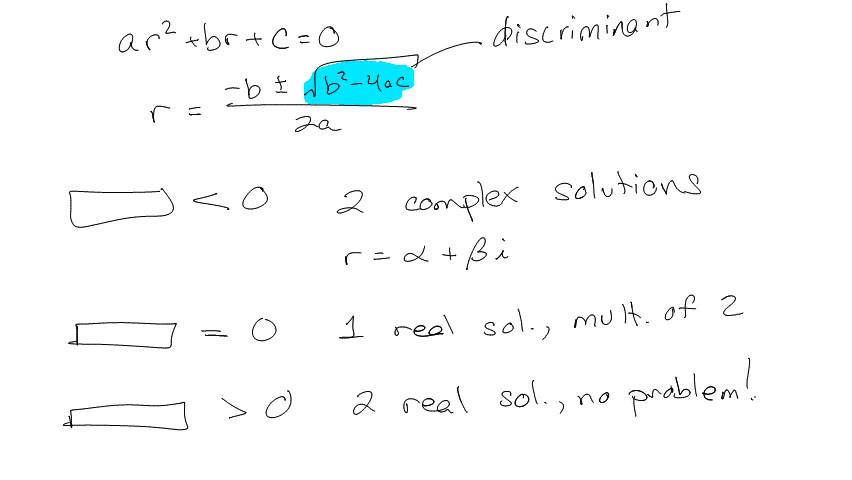 ar² + br + c = 0
discriminant
r = (-b ± √(b² - 4ac)) / 2a
< 0 2 complex solutions
r = α + βi
= 0 1 real sol., mult. of 2
> 0 2 real sol., no problem!